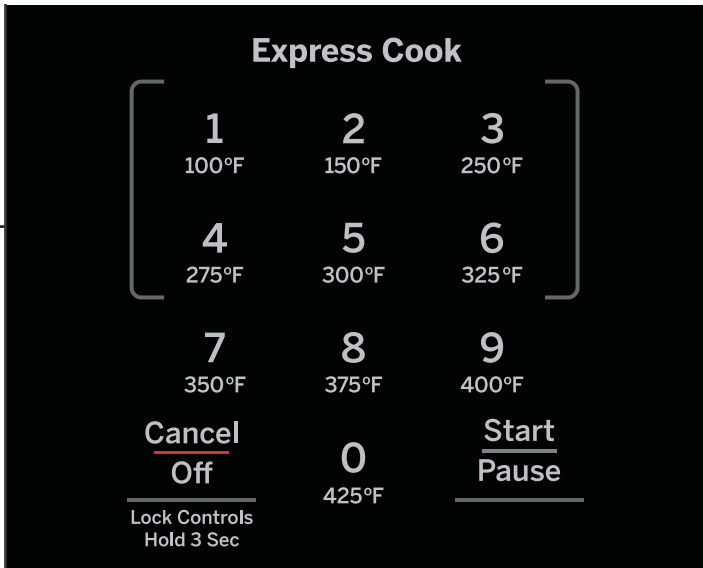 Express Cook
1 2 3
100°F 150°F 250°F
4 5 6
275°F 300°F 325°F
7 8 9
350°F 375°F 400°F
Cancel
Off
Lock Controls
Hold 3 Sec
0
425°F
Start
Pause